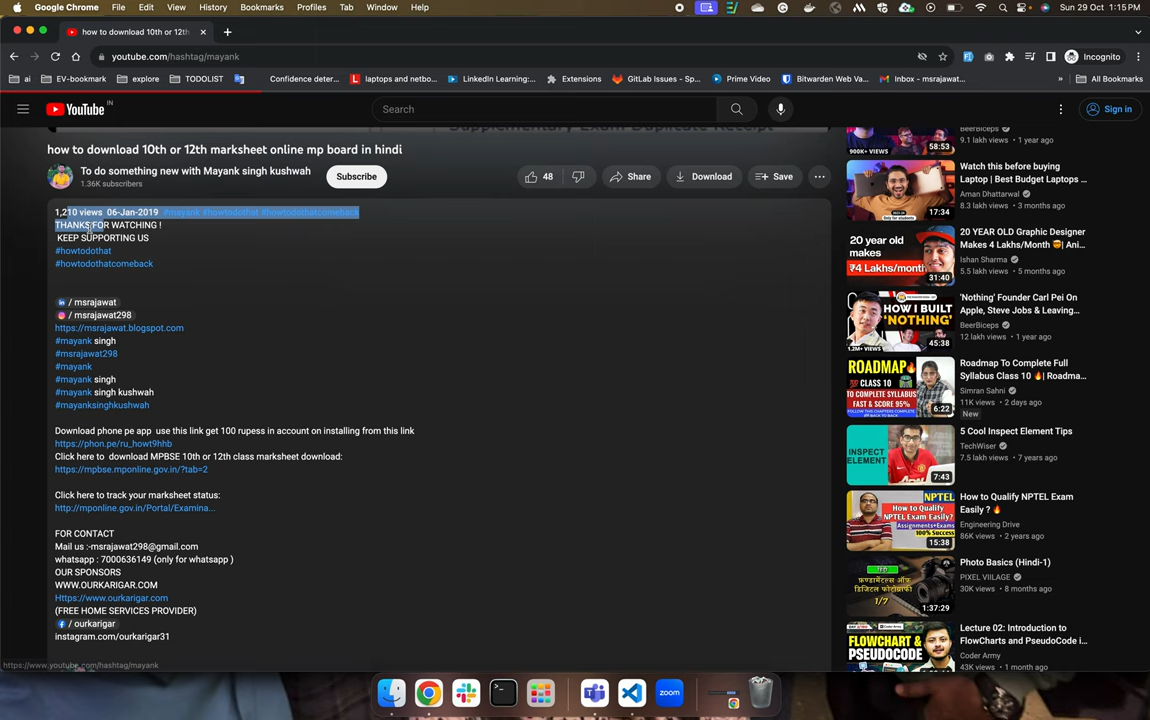 Google Chrome File Edit View History Bookmarks Profiles Tab Window Help Sun 29 Oct 1:15 PM
how to download 10th or 12th
youtube.com/hashtag/mayank Incognito
ai EV-bookmark explore TODOLIST Confidence deter... laptops and netbo... LinkedIn Learning:... Extensions GitLab Issues - Sp... Prime Video Bitwarden Web Va... Inbox - msrajawat... » All Bookmarks
YouTube IN Search Sign in
Supplementary Exam Duplicate Receipt
how to download 10th or 12th marksheet online mp board in hindi
To do something new with Mayank singh kushwah
1.36K subscribers
Subscribe
48 Share Download Save
1,210 views 06-Jan-2019 #mayank #howtodothat #howtodothatcomeback
THANKS FOR WATCHING !
KEEP SUPPORTING US
#howtodothat
#howtodothatcomeback
/ msrajawat
/ msrajawat298
https://msrajawat.blogspot.com
#mayank singh
#msrajawat298
#mayank
#mayank singh
#mayank singh kushwah
#mayanksinghkushwah
Download phone pe app use this link get 100 rupess in account on installing from this link
https://phon.pe/ru_howt9hhb
Click here to download MPBSE 10th or 12th class marksheet download:
https://mpbse.mponline.gov.in/?tab=2
Click here to track your marksheet status:
http://mponline.gov.in/Portal/Examina...
FOR CONTACT
Mail us :-msrajawat298@gmail.com
whatsapp : 7000636149 (only for whatsapp )
OUR SPONSORS
WWW.OURKARIGAR.COM
Https://www.ourkarigar.com
(FREE HOME SERVICES PROVIDER)
/ ourkarigar
instagram.com/ourkarigar31
https://www.youtube.com/hashtag/mayank
BeerBiceps
9.1 lakh views • 1 year ago
58:53
Watch this before buying
Laptop | Best Budget Laptops ...
Aman Dhattarwal
39K views • 3 months ago
17:34
20 YEAR OLD Graphic Designer
Makes 4 Lakhs/Month | Ani...
Ishan Sharma
5.5 lakh views • 5 months ago
20 year old
makes
₹4 Lakhs/month
31:40
'Nothing' Founder Carl Pei On
Apple, Steve Jobs & Leaving...
BeerBiceps
12 lakh views • 1 year ago
HOW I BUILT
'NOTHING'
45:38
Roadmap To Complete Full
Syllabus Class 10 | Roadma...
Simran Sahni
11K views • 2 days ago
New
ROADMAP
CLASS 10
TO COMPLETE SYLLABUS
FAST & SCORE 95%
6:22
5 Cool Inspect Element Tips
TechWiser
7.5 lakh views • 7 years ago
INSPECT
ELEMENT
7:43
How to Qualify NPTEL Exam
Easily ?
Engineering Drive
86K views • 2 years ago
NPTEL
How to Qualify
NPTEL Exam Easily?
Assignments+Exams
100% Success
15:38
Photo Basics (Hindi-1)
PIXEL VIILAGE
30K views • 8 months ago
फ़ण्डामेंटल्स ऑफ़
डिजिटल फोटोग्राफी
1/7
1:37:29
Lecture 02: Introduction to
FlowCharts and PseudoCode i...
Coder Army
43K views • 1 month ago
FLOWCHART &
PSEUDOCODE
zoom